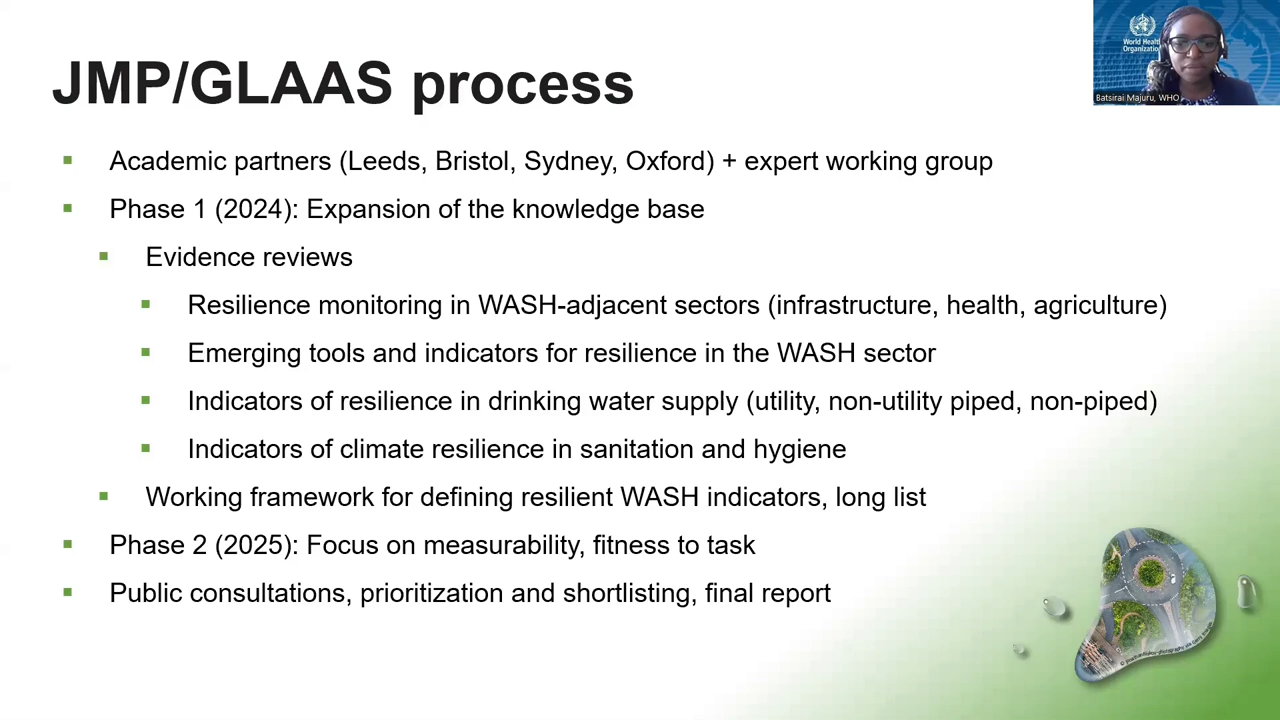 World Health
Organization
Batsirai Majuru, WHO
JMP/GLAAS process
Academic partners (Leeds, Bristol, Sydney, Oxford) + expert working group
Phase 1 (2024): Expansion of the knowledge base
Evidence reviews
Resilience monitoring in WASH-adjacent sectors (infrastructure, health, agriculture)
Emerging tools and indicators for resilience in the WASH sector
Indicators of resilience in drinking water supply (utility, non-utility piped, non-piped)
Indicators of climate resilience in sanitation and hygiene
Working framework for defining resilient WASH indicators, long list
Phase 2 (2025): Focus on measurability, fitness to task
Public consultations, prioritization and shortlisting, final report